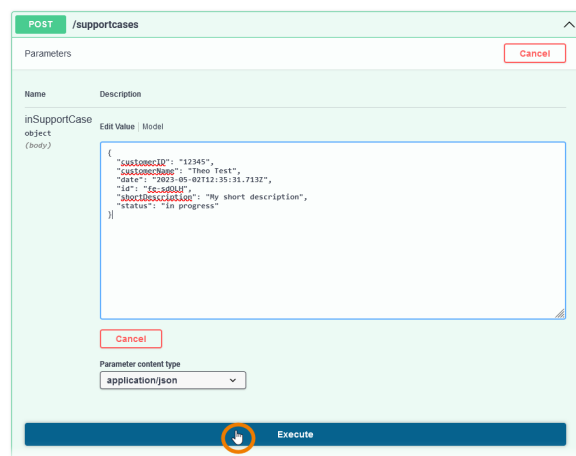 POST /supportcases
Parameters Cancel
Name Description
inSupportCase
object
(body)
Edit Value | Model
{
  "customerID": "12345",
  "customerName": "Theo Test",
  "date": "2023-05-02T12:35:31.713Z",
  "id": "fe-sdOLH",
  "shortDescription": "My short description",
  "status": "in progress"
}
Cancel
Parameter content type
application/json
Execute